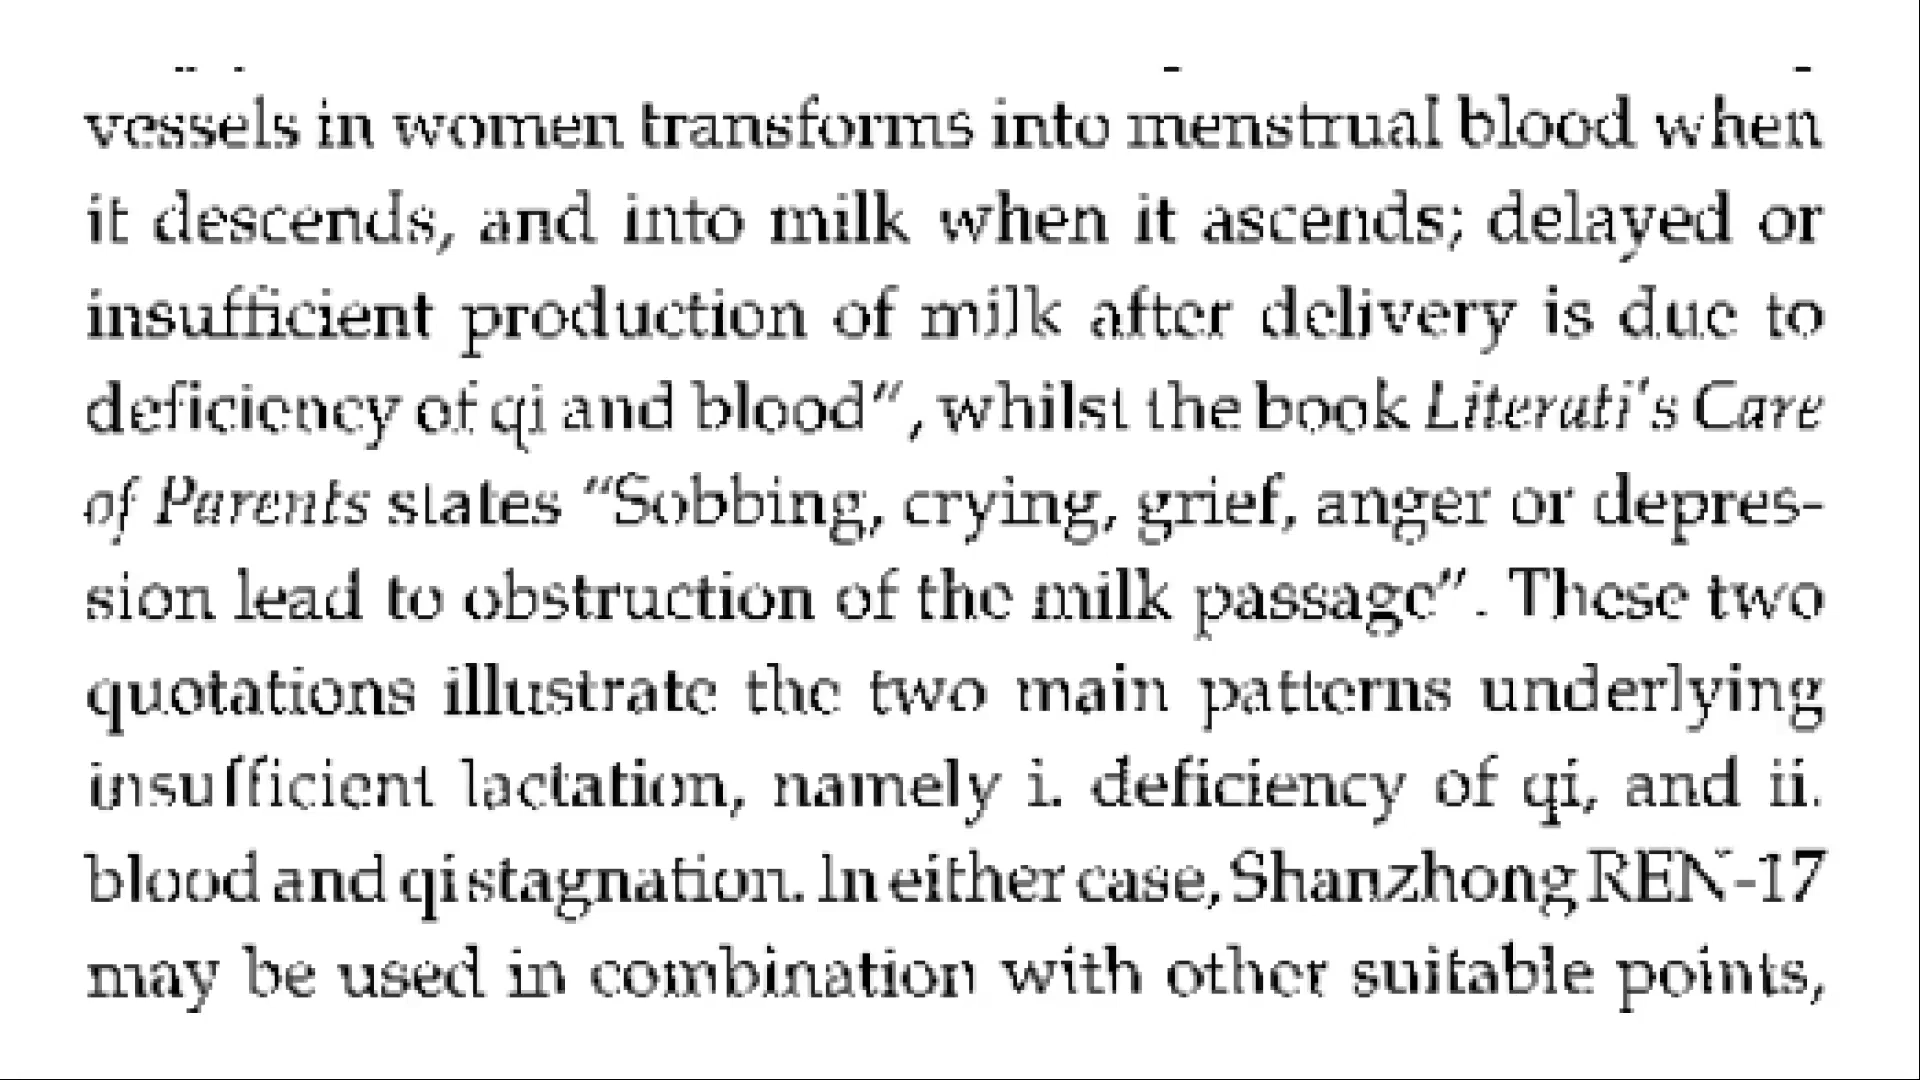 vessels in women transforms into menstrual blood when
it descends, and into milk when it ascends; delayed or
insufficient production of milk after delivery is due to
deficiency of qi and blood”, whilst the book Literati's Care
of Parents states “Sobbing, crying, grief, anger or depres-
sion lead to obstruction of the milk passage”. These two
quotations illustrate the two main patterns underlying
insufficient lactation, namely i. deficiency of qi, and ii.
blood and qi stagnation. In either case, Shanzhong REN-17
may be used in combination with other suitable points,